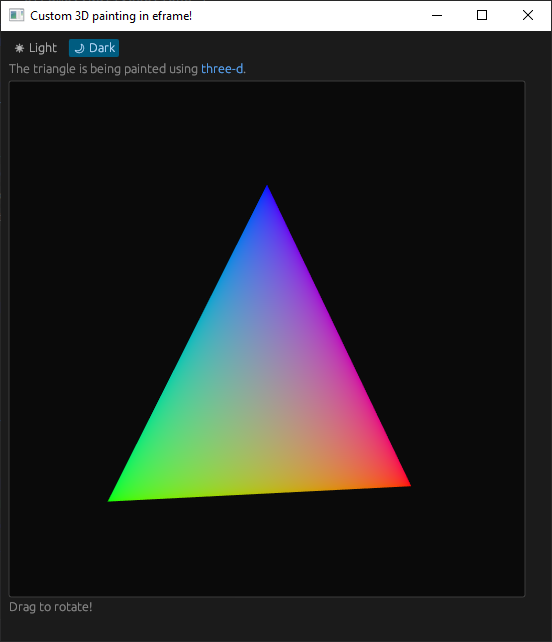 Custom 3D painting in eframe!
Light Dark
The triangle is being painted using three-d.
Drag to rotate!